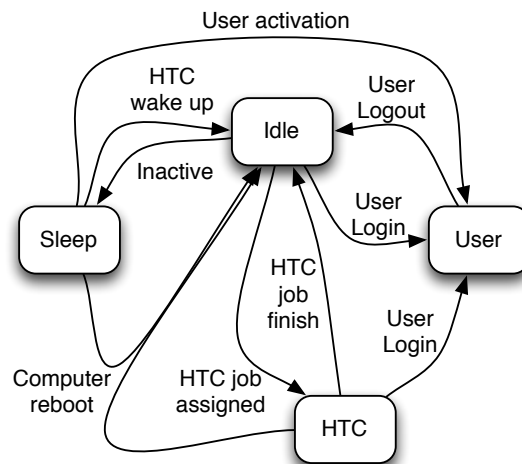 User activation
HTC
wake up
User
Logout
Idle
Inactive
User
Login
Sleep
User
HTC
job
finish
User
Login
Computer
reboot
HTC job
assigned
HTC